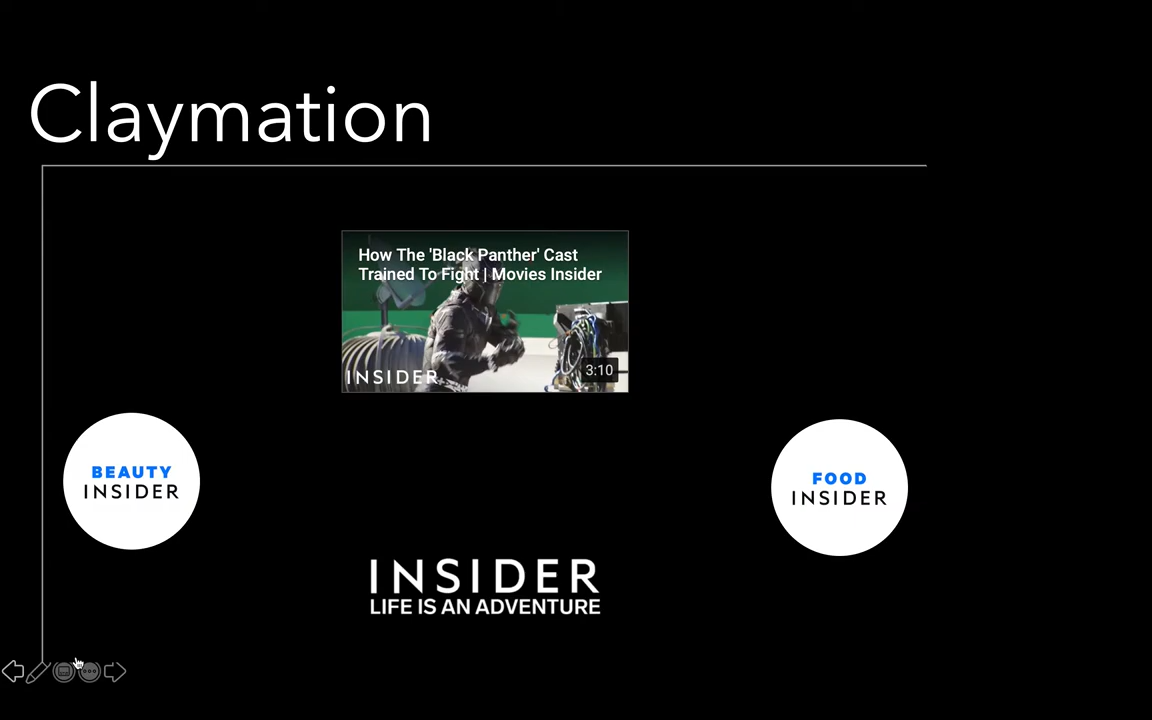 Claymation
How The 'Black Panther' Cast
Trained To Fight | Movies Insider
INSIDER
3:10
BEAUTY
INSIDER
FOOD
INSIDER
INSIDER
LIFE IS AN ADVENTURE